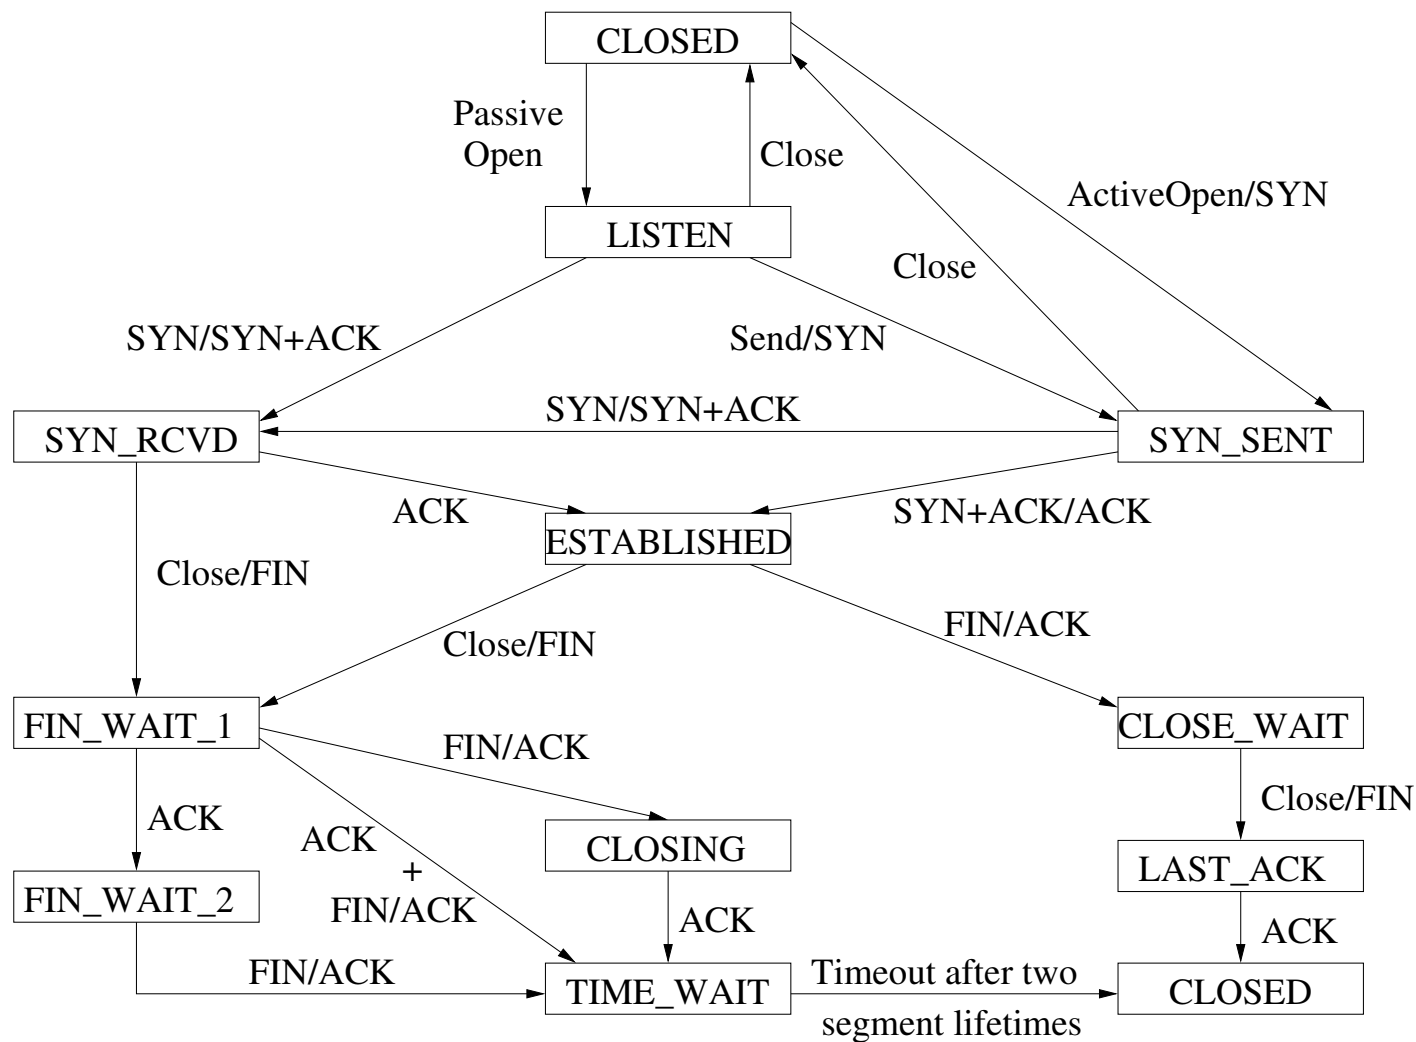 CLOSED
Passive
Open
Close
ActiveOpen/SYN
LISTEN
Close
SYN/SYN+ACK
Send/SYN
SYN/SYN+ACK
SYN_RCVD
SYN_SENT
ACK
SYN+ACK/ACK
ESTABLISHED
Close/FIN
Close/FIN
FIN/ACK
FIN_WAIT_1
CLOSE_WAIT
FIN/ACK
Close/FIN
ACK
ACK
+
FIN/ACK
CLOSING
LAST_ACK
FIN_WAIT_2
ACK
ACK
FIN/ACK
TIME_WAIT
Timeout after two
segment lifetimes
CLOSED